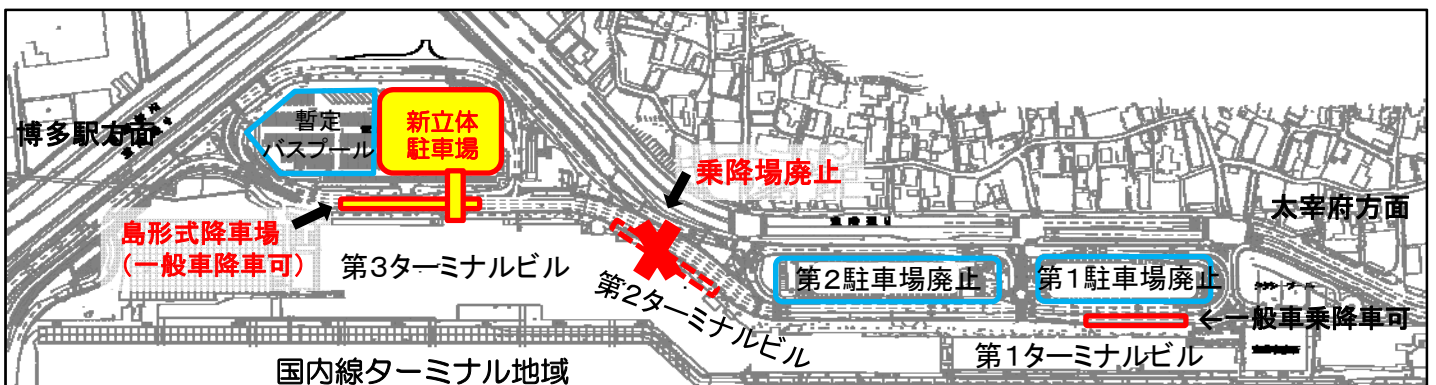 博多駅方面
暫定
バスプール
新立体
駐車場
乗降場廃止
太宰府方面
島形式降車場
（一般車降車可）
第3ターミナルビル
第2ターミナルビル
第2駐車場廃止
第1駐車場廃止
←一般車乗降車可
第1ターミナルビル
国内線ターミナル地域